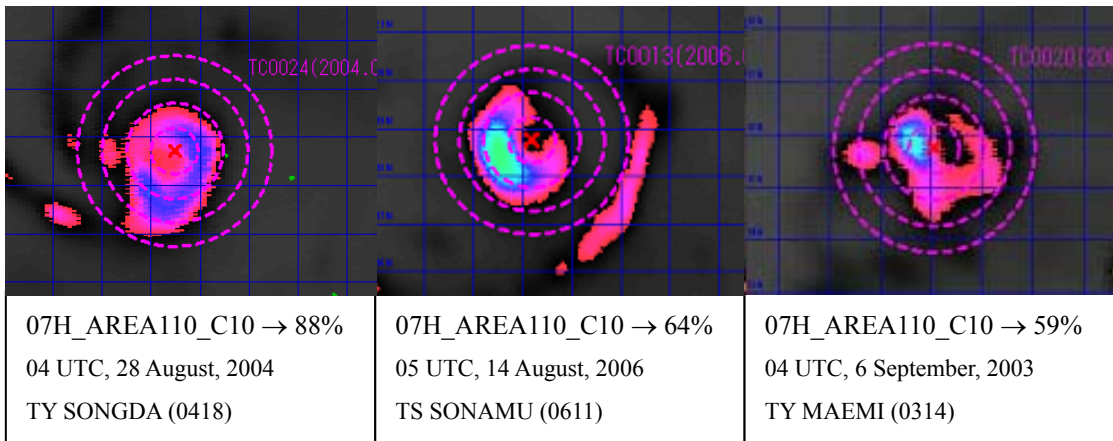 TC0024(2004.0
TC0013(2006.
TC0020(20
07H_AREA110_C10 → 88%
04 UTC, 28 August, 2004
TY SONGDA (0418)
07H_AREA110_C10 → 64%
05 UTC, 14 August, 2006
TS SONAMU (0611)
07H_AREA110_C10 → 59%
04 UTC, 6 September, 2003
TY MAEMI (0314)